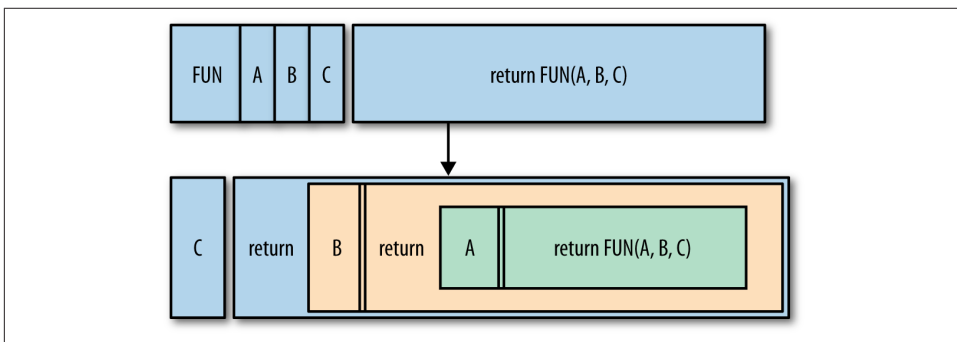 FUN A B C return FUN(A, B, C)
C return B return A return FUN(A, B, C)